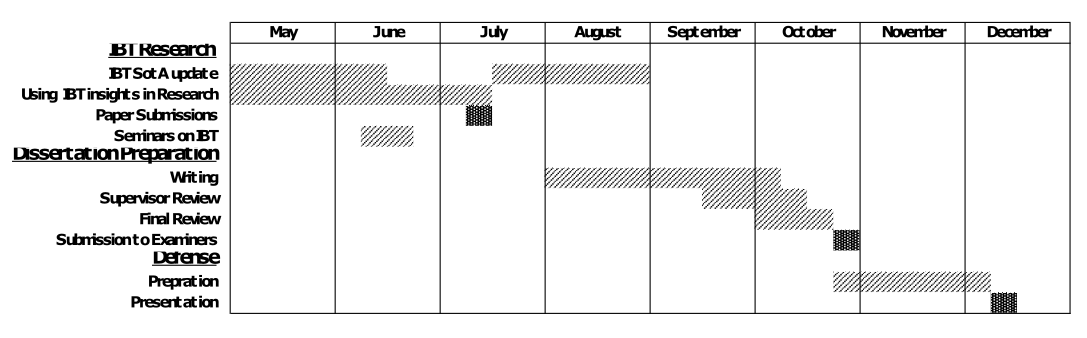 May June July August September October November December
IBT Research
IBT SotA update
Using IBT insights in Research
Paper Submissions
Seminars on IBT
Dissertation Preparation
Writing
Supervisor Review
Final Review
Submission to Examiners
Defense
Prepration
Presentation